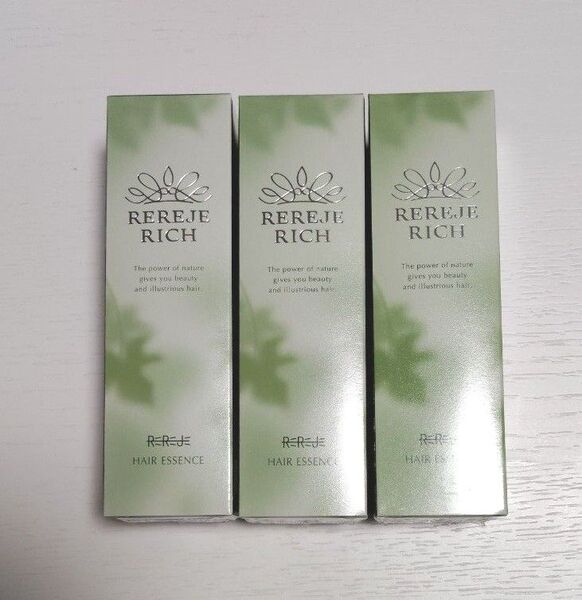 REREJE
RICH
The power of nature
gives you beauty
and illustrious hair.
REREJE
HAIR ESSENCE
REREJE
RICH
The power of nature
gives you beauty
and illustrious hair.
REREJE
HAIR ESSENCE
REREJE
RICH
The power of nature
gives you beauty
and illustrious hair.
REREJE
HAIR